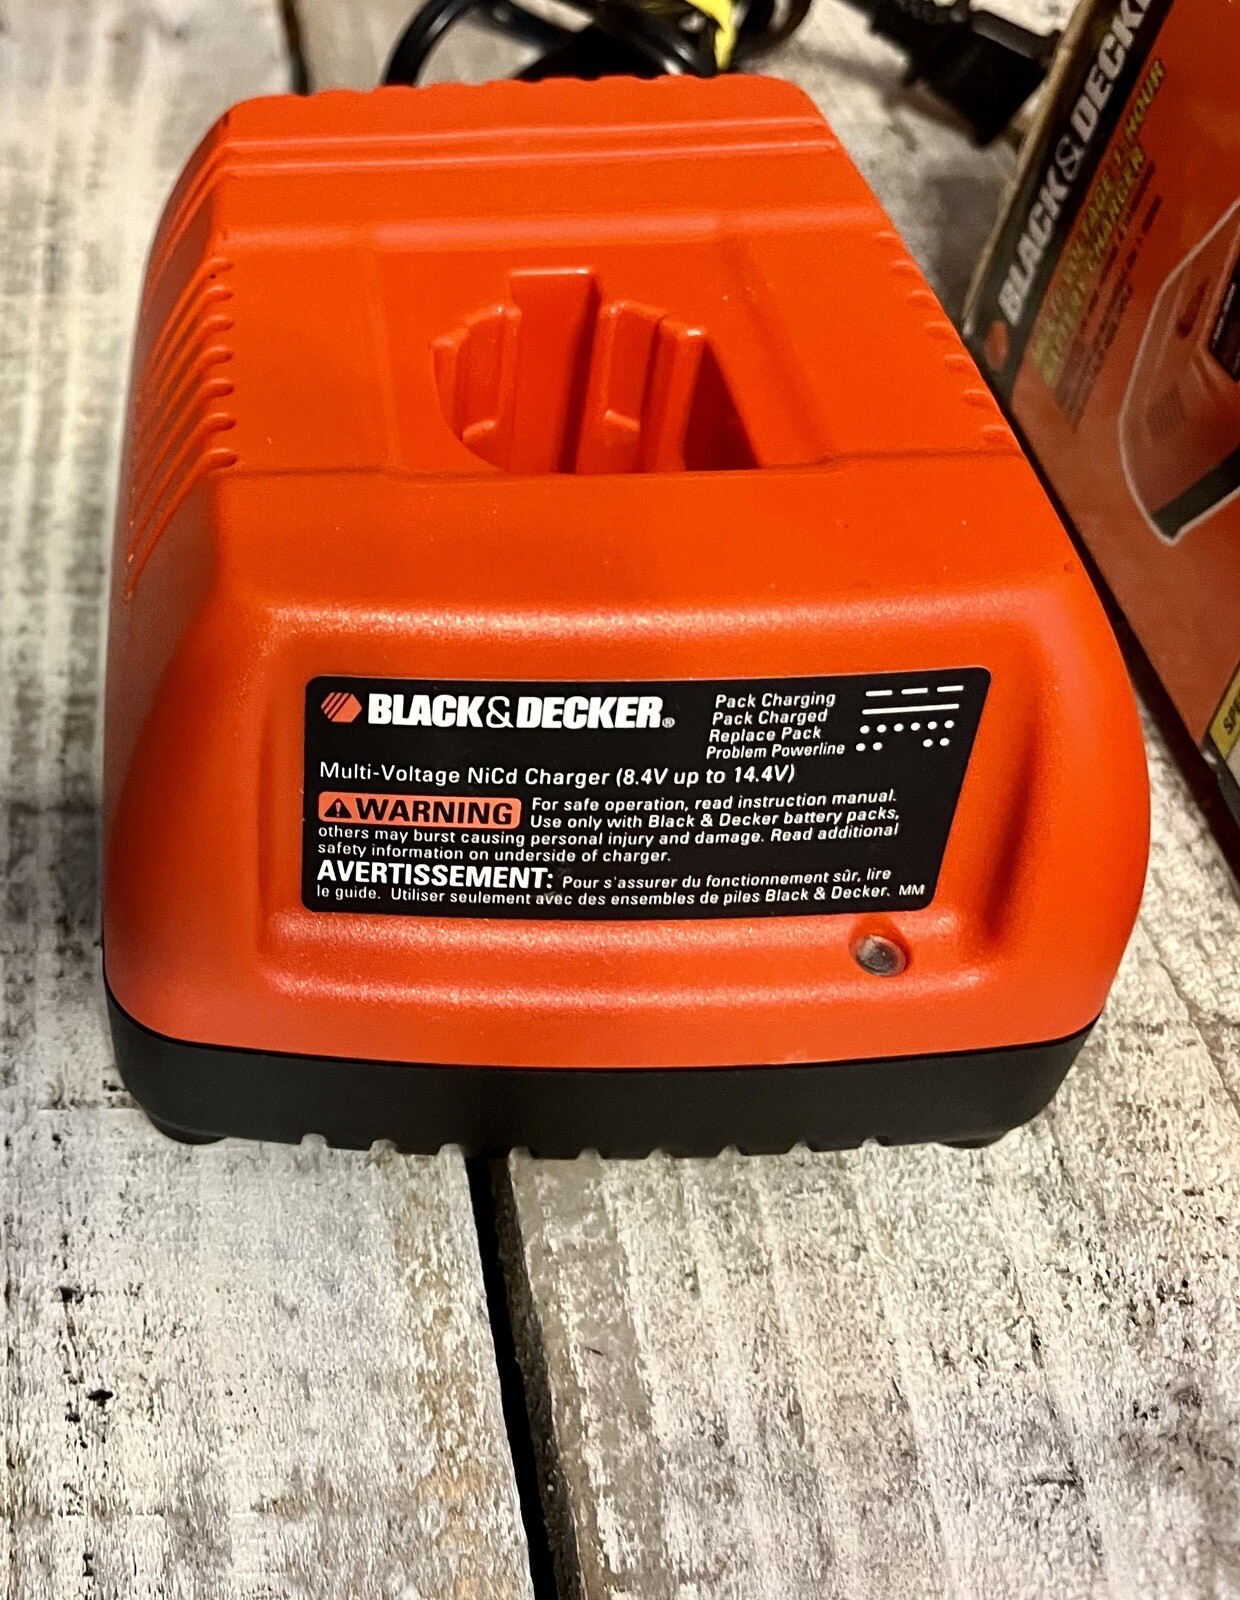 BLACK&DECKER®
Pack Charging
Pack Charged
Replace Pack
Problem Powerline
Multi-Voltage NiCd Charger (8.4V up to 14.4V)
WARNING For safe operation, read instruction manual.
Use only with Black & Decker battery packs,
others may burst causing personal injury and damage. Read additional
safety information on underside of charger.
AVERTISSEMENT: Pour s'assurer du fonctionnement sûr, lire
le guide. Utiliser seulement avec des ensembles de piles Black & Decker. MM
BLACK&DECKER
1 HOUR
CHARGER